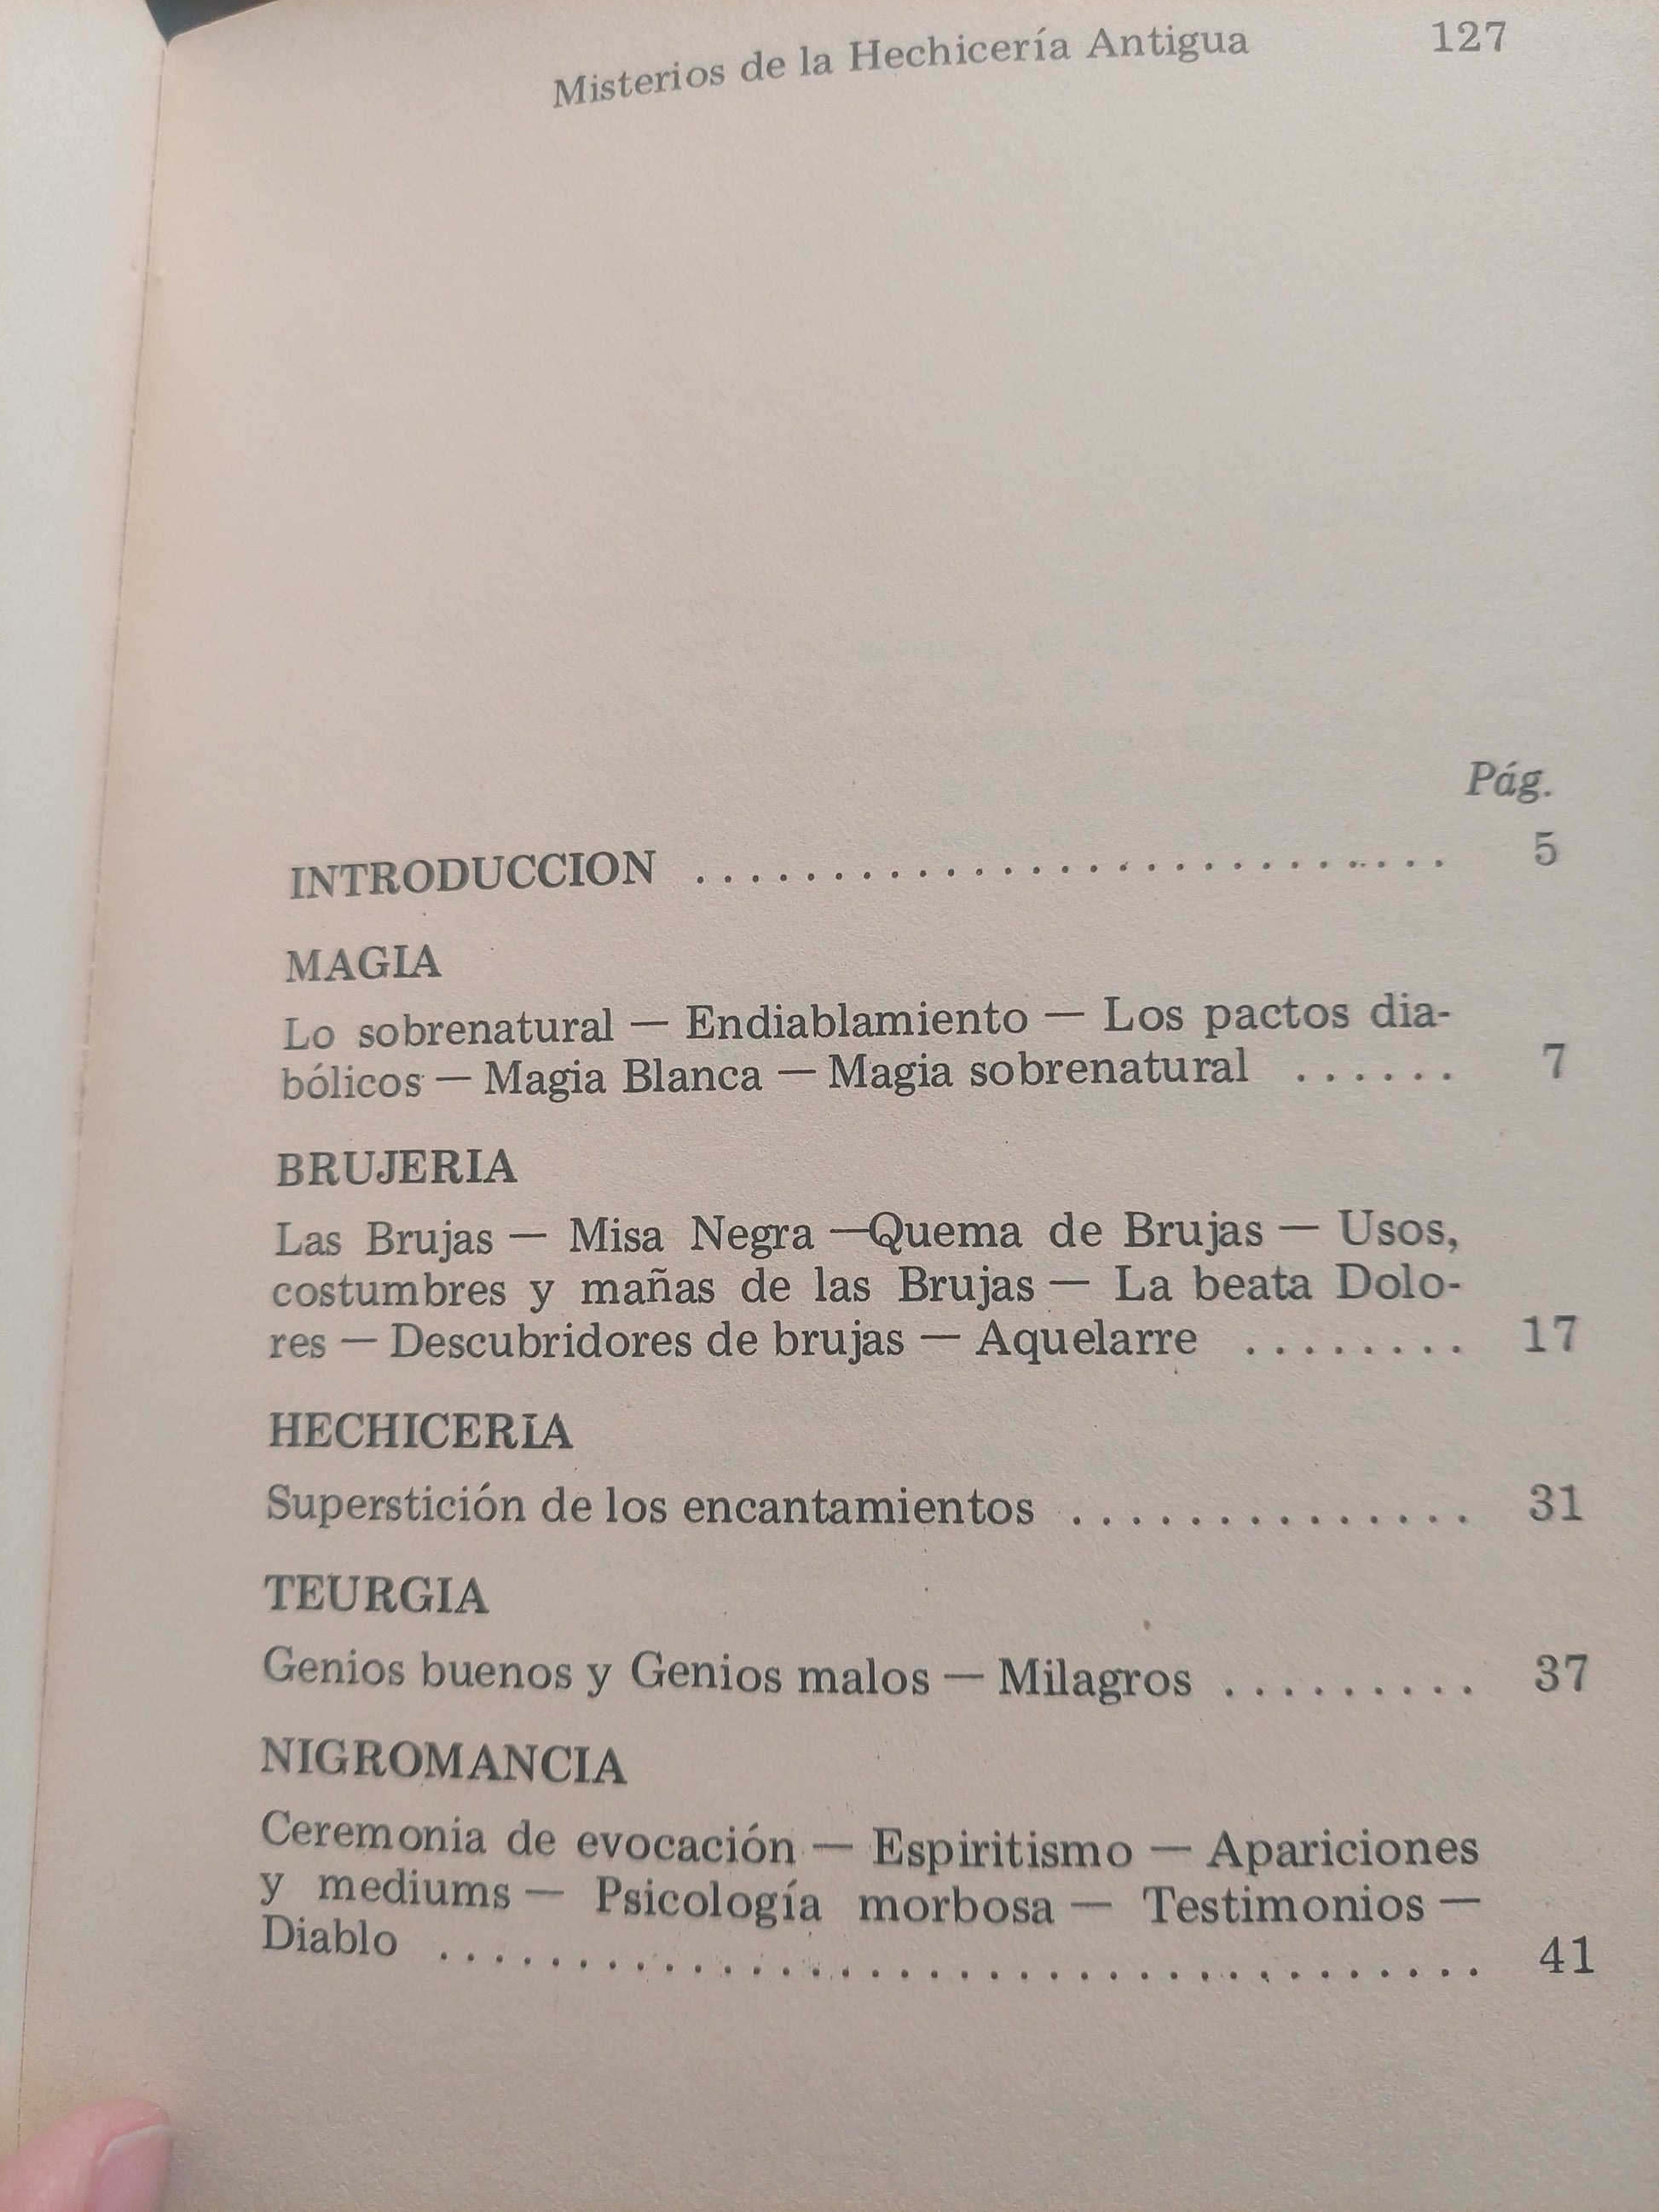 Misterios de la Hechicería Antigua 127
Pág.
INTRODUCCION ........................... 5
MAGIA
Lo sobrenatural — Endiablamiento — Los pactos dia-
bólicos — Magia Blanca — Magia sobrenatural ...... 7
BRUJERIA
Las Brujas — Misa Negra —Quema de Brujas — Usos,
costumbres y mañas de las Brujas — La beata Dolo-
res — Descubridores de brujas — Aquelarre ........ 17
HECHICERIA
Superstición de los encantamientos .............. 31
TEURGIA
Genios buenos y Genios malos — Milagros ......... 37
NIGROMANCIA
Ceremonia de evocación — Espiritismo — Apariciones
y mediums — Psicología morbosa — Testimonios —
Diablo ..................................... 41